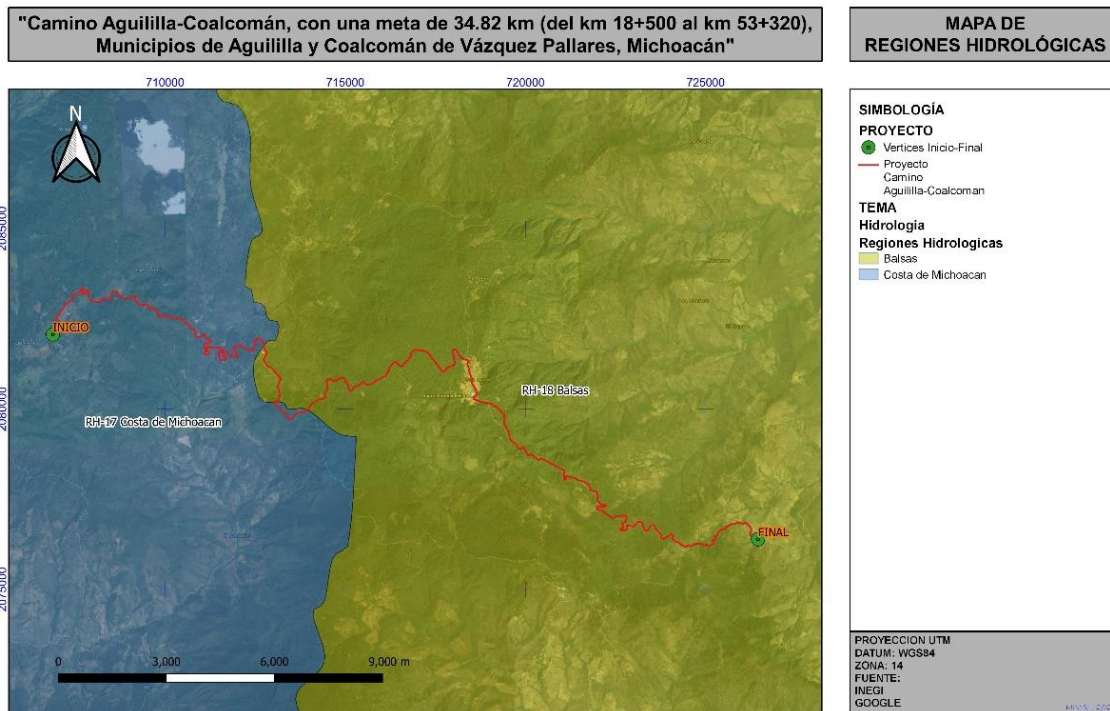 "Camino Aguililla-Coalcomán, con una meta de 34.82 km (del km 18+500 al km 53+320),
Municipios de Aguililla y Coalcomán de Vázquez Pallares, Michoacán"
MAPA DE
REGIONES HIDROLÓGICAS
710000
715000
720000
725000
N
2085000
2080000
2075000
INICIO
RH-17 Costa de Michoacan
RH-18 Balsas
FINAL
0
3,000
6,000
9,000 m
SIMBOLOGÍA
PROYECTO
Vertices Inicio-Final
Proyecto
Camino
Aguililla-Coalcoman
TEMA
Hidrologia
Regiones Hidrologicas
Balsas
Costa de Michoacan
PROYECCION UTM
DATUM: WGS84
ZONA: 14
FUENTE:
INEGI
GOOGLE